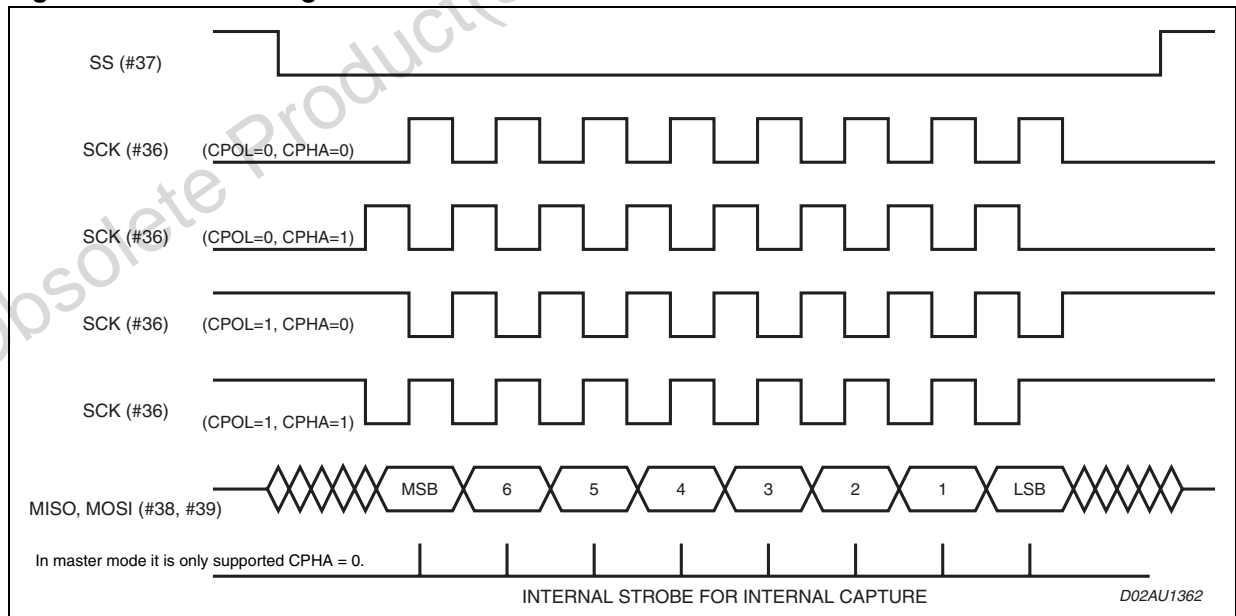 SS (#37)
SCK (#36) (CPOL=0, CPHA=0)
SCK (#36) (CPOL=0, CPHA=1)
SCK (#36) (CPOL=1, CPHA=0)
SCK (#36) (CPOL=1, CPHA=1)
MSB 6 5 4 3 2 1 LSB
MISO, MOSI (#38, #39)
In master mode it is only supported CPHA = 0.
INTERNAL STROBE FOR INTERNAL CAPTURE
D02AU1362
Obsolete Product(